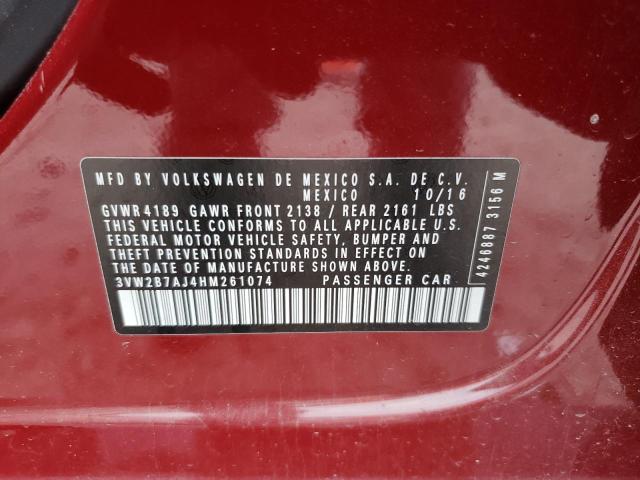 MFD BY VOLKSWAGEN DE MEXICO S.A. DE C.V.
MEXICO 10/16
GVWR 4189 GAWR FRONT 2138 / REAR 2161 LBS
THIS VEHICLE CONFORMS TO ALL APPLICABLE U.S.
FEDERAL MOTOR VEHICLE SAFETY, BUMPER AND
THEFT PREVENTION STANDARDS IN EFFECT ON
THE DATE OF MANUFACTURE SHOWN ABOVE.
3VW2B7AJ4HM261074 PASSENGER CAR
4246887 3156 M